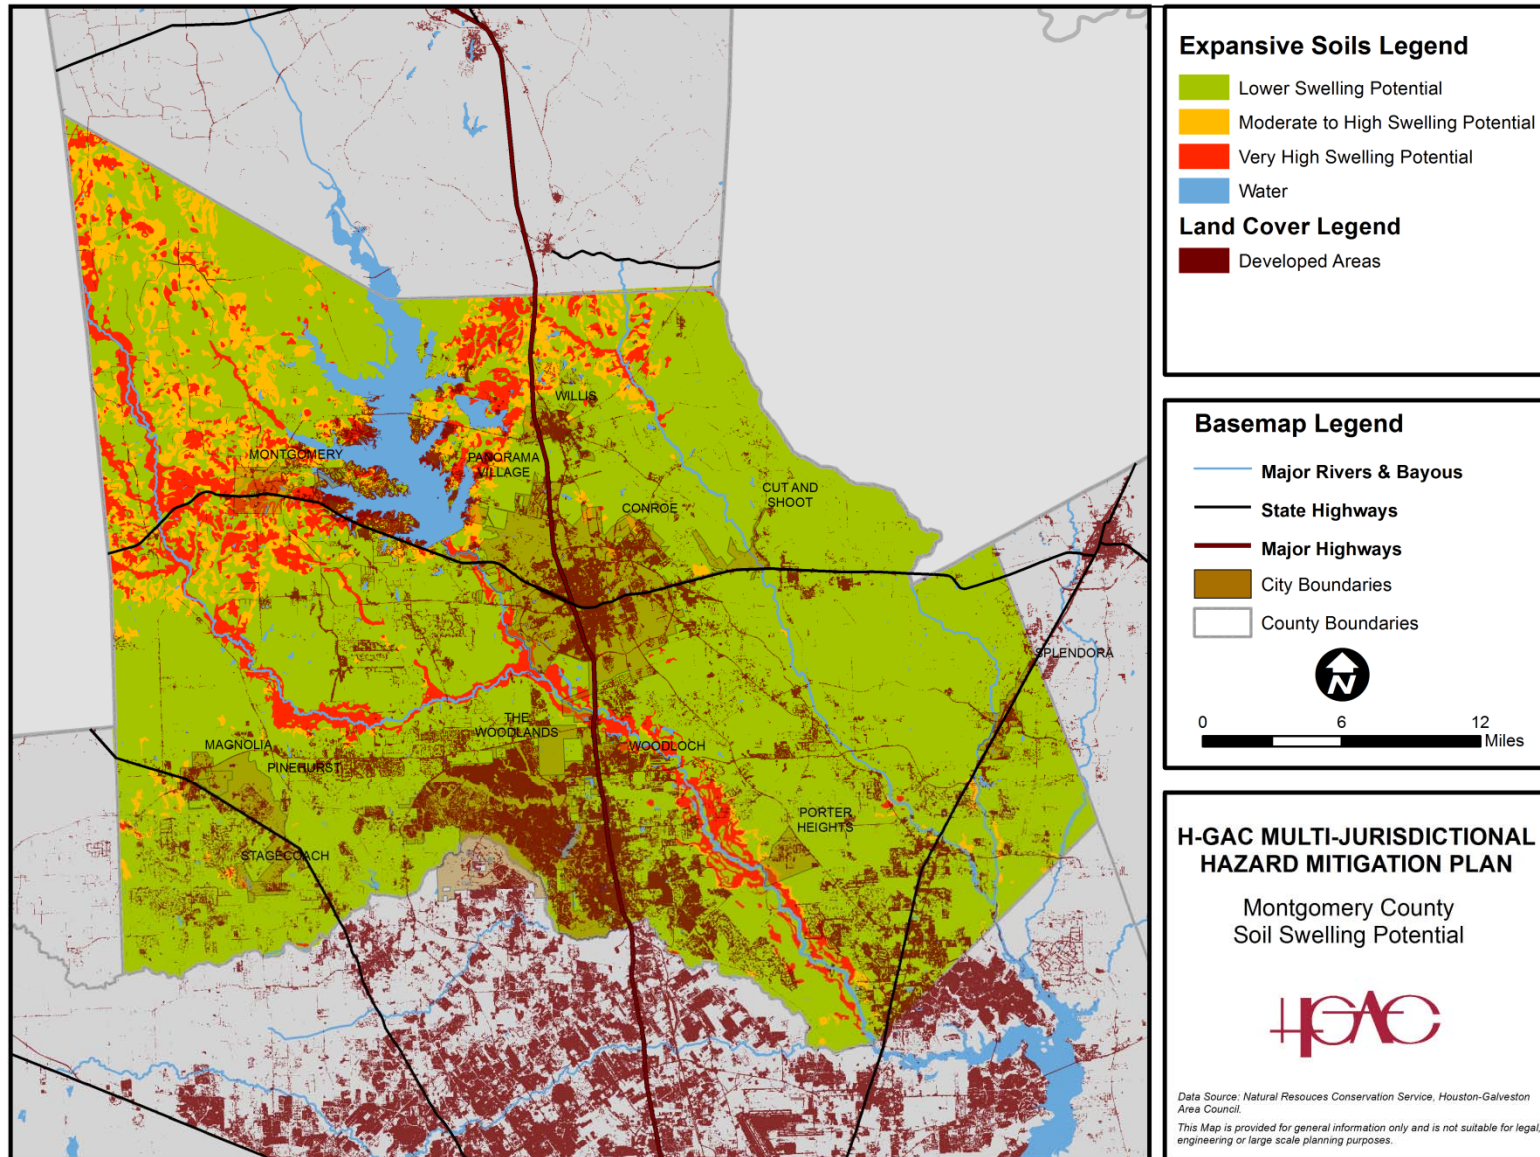 Expansive Soils Legend
Lower Swelling Potential
Moderate to High Swelling Potential
Very High Swelling Potential
Water
Land Cover Legend
Developed Areas
WILLIS
MONTGOMERY
PANORAMA
VILLAGE
CUT AND
SHOOT
CONROE
SPLENDORA
THE
WOODLANDS
MAGNOLIA
WOODLOCH
PINEHURST
PORTER
HEIGHTS
STAGECOACH
Basemap Legend
Major Rivers & Bayous
State Highways
Major Highways
City Boundaries
County Boundaries
N
0 6 12
Miles
H-GAC MULTI-JURISDICTIONAL
HAZARD MITIGATION PLAN
Montgomery County
Soil Swelling Potential
HGAC
Data Source: Natural Resouces Conservation Service, Houston-Galveston
Area Council.
This Map is provided for general information only and is not suitable for legal,
engineering or large scale planning purposes.